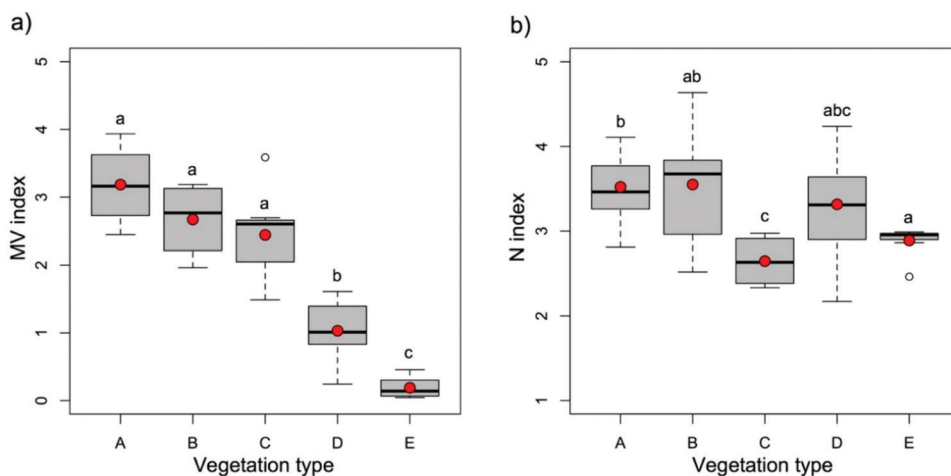 a)
MV index
5
4
3
2
1
0
a
a
a
b
c
A B C D E
Vegetation type
b)
N index
5
4
3
2
1
b
ab
c
abc
a
A B C D E
Vegetation type